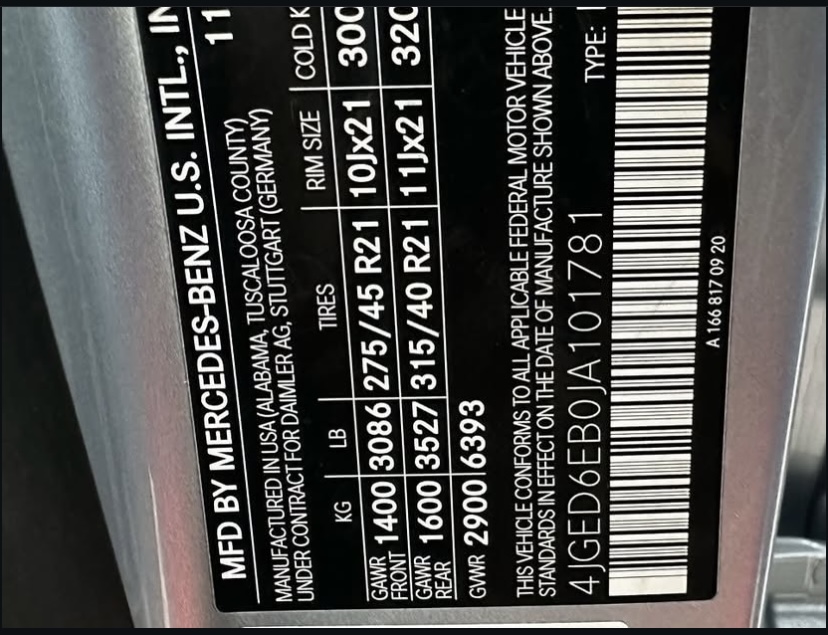 MFD BY MERCEDES-BENZ U.S. INTL.,
11
MANUFACTURED IN USA (ALABAMA, TUSCALOOSA COUNTY)
UNDER CONTRACT FOR DAIMLER AG, STUTTGART (GERMANY)
KG LB TIRES RIM SIZE COLD
GAWR FRONT 1400 3086 275/45 R21 10Jx21
GAWR REAR 1600 3527 315/40 R21 11Jx21
GVWR 2900 6393
THIS VEHICLE CONFORMS TO ALL APPLICABLE FEDERAL MOTOR VEHICLE
STANDARDS IN EFFECT ON THE DATE OF MANUFACTURE SHOWN ABOVE.
4JGED6EB0JA101781 TYPE:
A 166 817 09 20